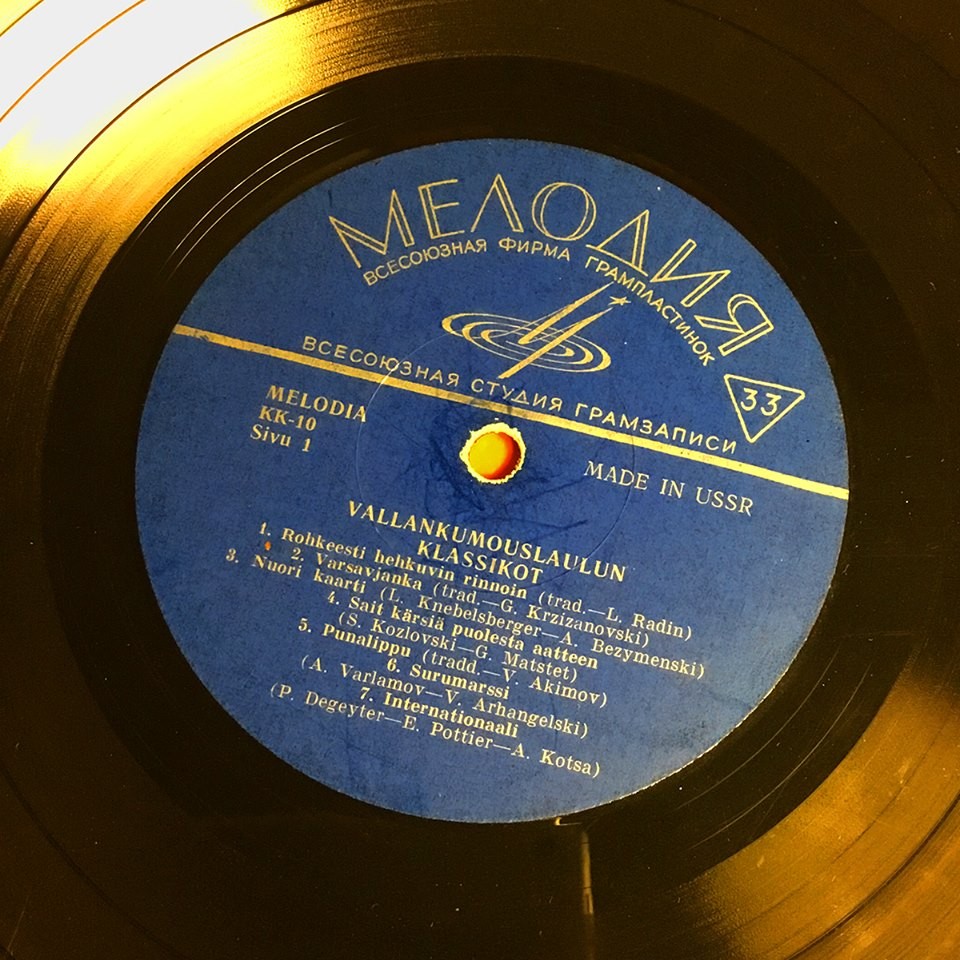 МЕЛОДИЯ
ВСЕСОЮЗНАЯ ФИРМА ГРАМПЛАСТИНОК
ВСЕСОЮЗНАЯ СТУДИЯ ГРАМЗАПИСИ
33
MELODIA
KK-10
Sivu 1
MADE IN USSR
VALLANKUMOUSLAULUN
KLASSIKOT
1. Rohkeesti hehkuvin rinnoin (trad.—L. Radin)
2. Varsavjanka (trad.—G. Krzizanovski)
3. Nuori kaarti (L. Knebelsberger—A. Bezymenski)
4. Sait kärsiä puolesta aatteen
(S. Kozlovski—G. Matstet)
5. Punalippu (tradd.—V. Akimov)
6. Surumarssi
(A. Varlamov—V. Arhangelski)
7. Internationaali
(P. Degeyter—E. Pottier—A. Kotsa)